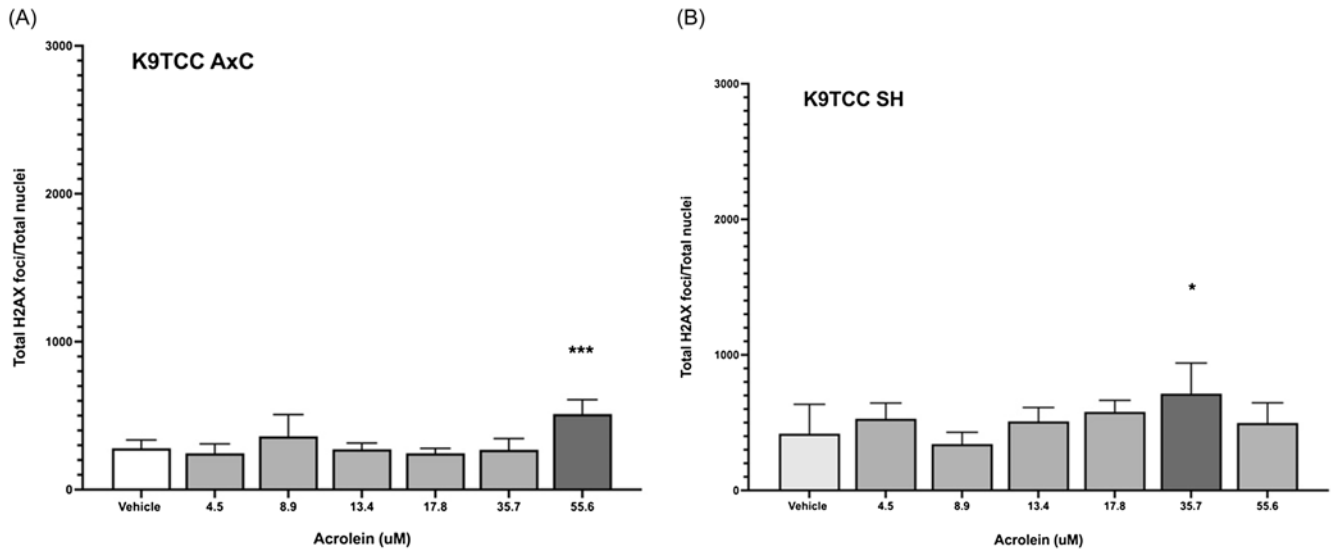 (A)
K9TCC AxC
Total H2AX foci/Total nuclei
3000
2000
1000
0
***
Vehicle 4.5 8.9 13.4 17.8 35.7 55.6
Acrolein (uM)
(B)
K9TCC SH
Total H2AX foci/Total nuclei
3000
2000
1000
0
*
Vehicle 4.5 8.9 13.4 17.8 35.7 55.6
Acrolein (uM)